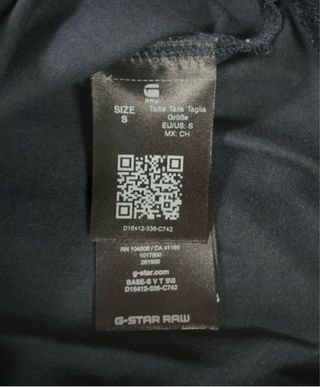 RAW
SIZE
S
Taille Talla Taglia
Größe
EU/US: S
MX: CH
D16412-336-C742
RN 104506 / CA 41169
1017800
261935
g-star.com
BASE-S V T S\S
D16412-336-C742
G-STAR RAW